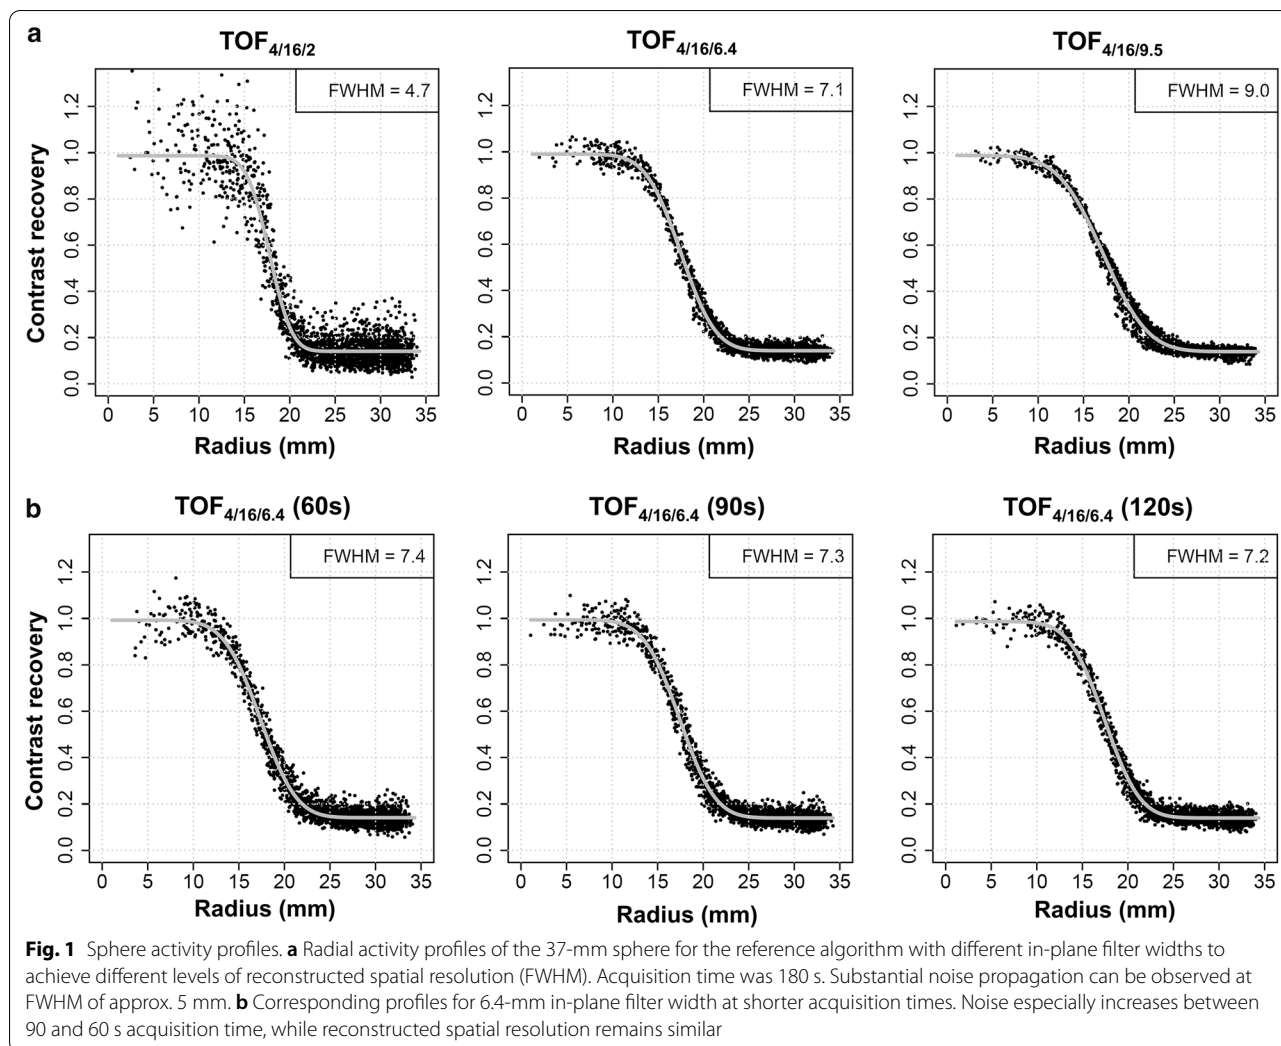 a
TOF4/16/2
TOF4/16/6.4
TOF4/16/9.5
FWHM = 4.7
FWHM = 7.1
FWHM = 9.0
Contrast recovery
0.0 0.2 0.4 0.6 0.8 1.0 1.2
0.0 0.2 0.4 0.6 0.8 1.0 1.2
0.0 0.2 0.4 0.6 0.8 1.0 1.2
0 5 10 15 20 25 30 35
0 5 10 15 20 25 30 35
0 5 10 15 20 25 30 35
Radius (mm)
Radius (mm)
Radius (mm)
b
TOF4/16/6.4 (60s)
TOF4/16/6.4 (90s)
TOF4/16/6.4 (120s)
FWHM = 7.4
FWHM = 7.3
FWHM = 7.2
Contrast recovery
0.0 0.2 0.4 0.6 0.8 1.0 1.2
0.0 0.2 0.4 0.6 0.8 1.0 1.2
0.0 0.2 0.4 0.6 0.8 1.0 1.2
0 5 10 15 20 25 30 35
0 5 10 15 20 25 30 35
0 5 10 15 20 25 30 35
Radius (mm)
Radius (mm)
Radius (mm)
Fig. 1 Sphere activity profiles. a Radial activity profiles of the 37-mm sphere for the reference algorithm with different in-plane filter widths to
achieve different levels of reconstructed spatial resolution (FWHM). Acquisition time was 180 s. Substantial noise propagation can be observed at
FWHM of approx. 5 mm. b Corresponding profiles for 6.4-mm in-plane filter width at shorter acquisition times. Noise especially increases between
90 and 60 s acquisition time, while reconstructed spatial resolution remains similar